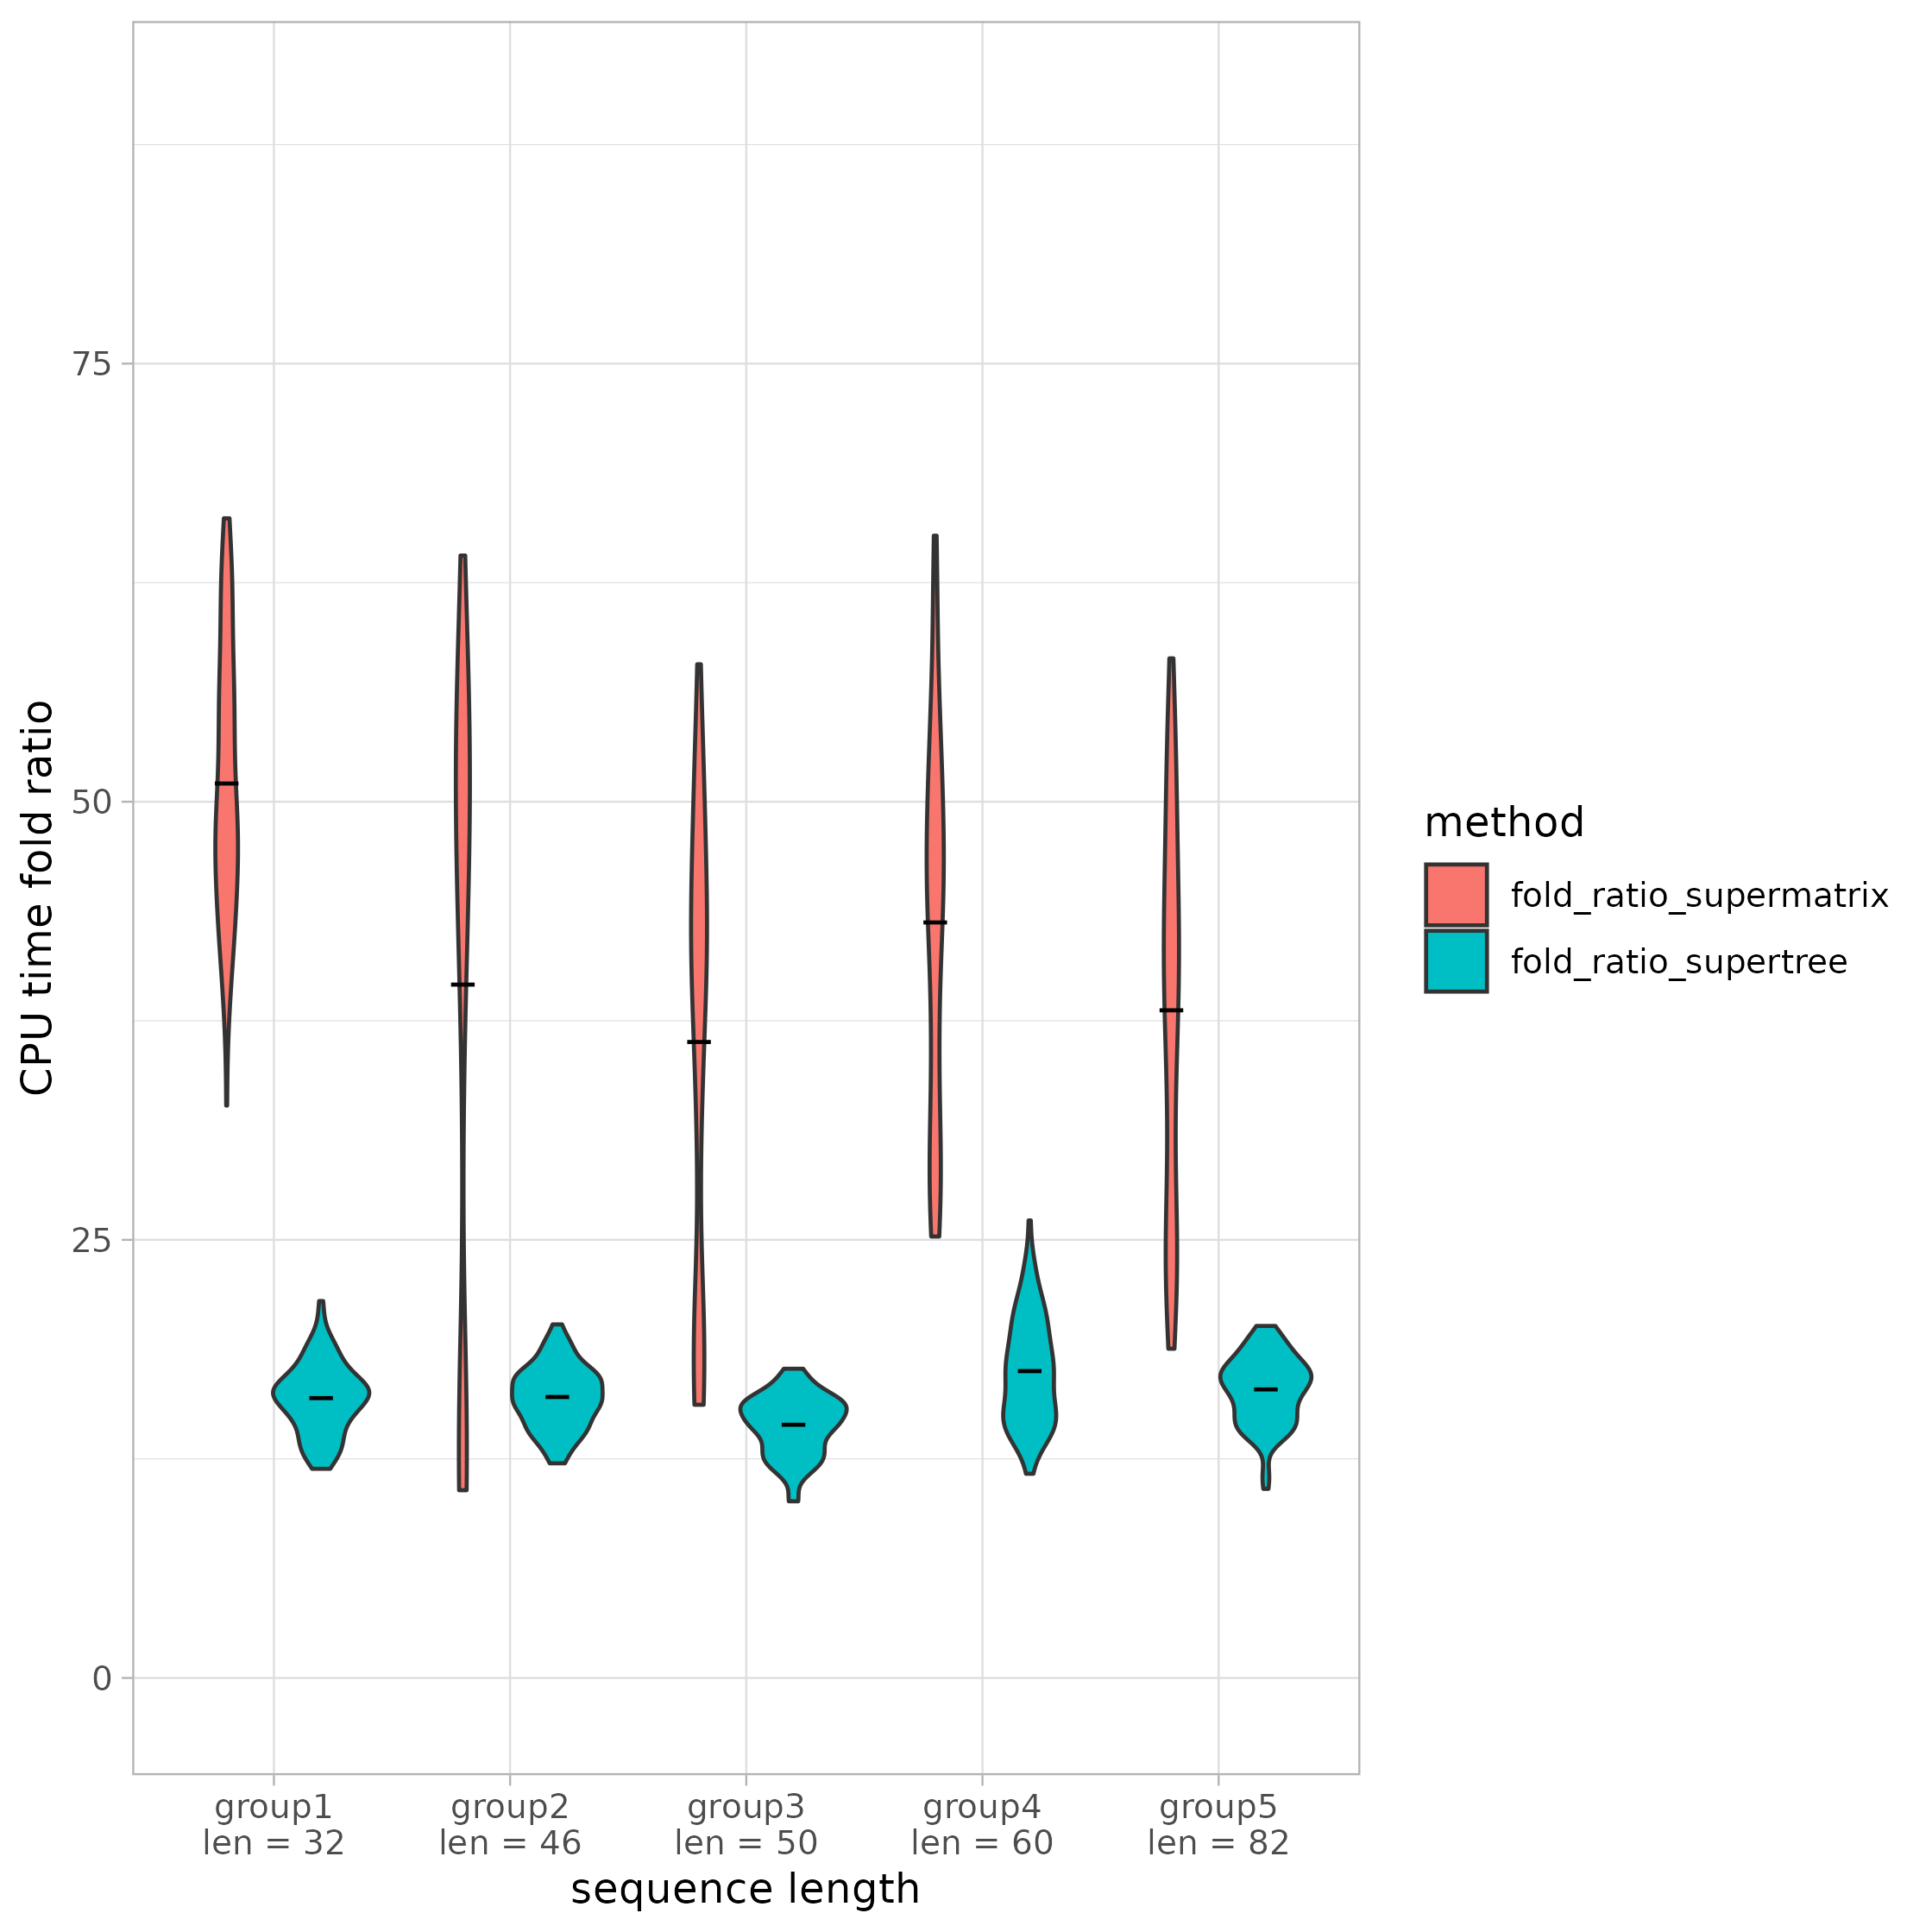 CPU time fold ratio
75
50
25
0
group1
len = 32
group2
len = 46
group3
len = 50
group4
len = 60
group5
len = 82
sequence length
method
fold_ratio_supermatrix
fold_ratio_supertree